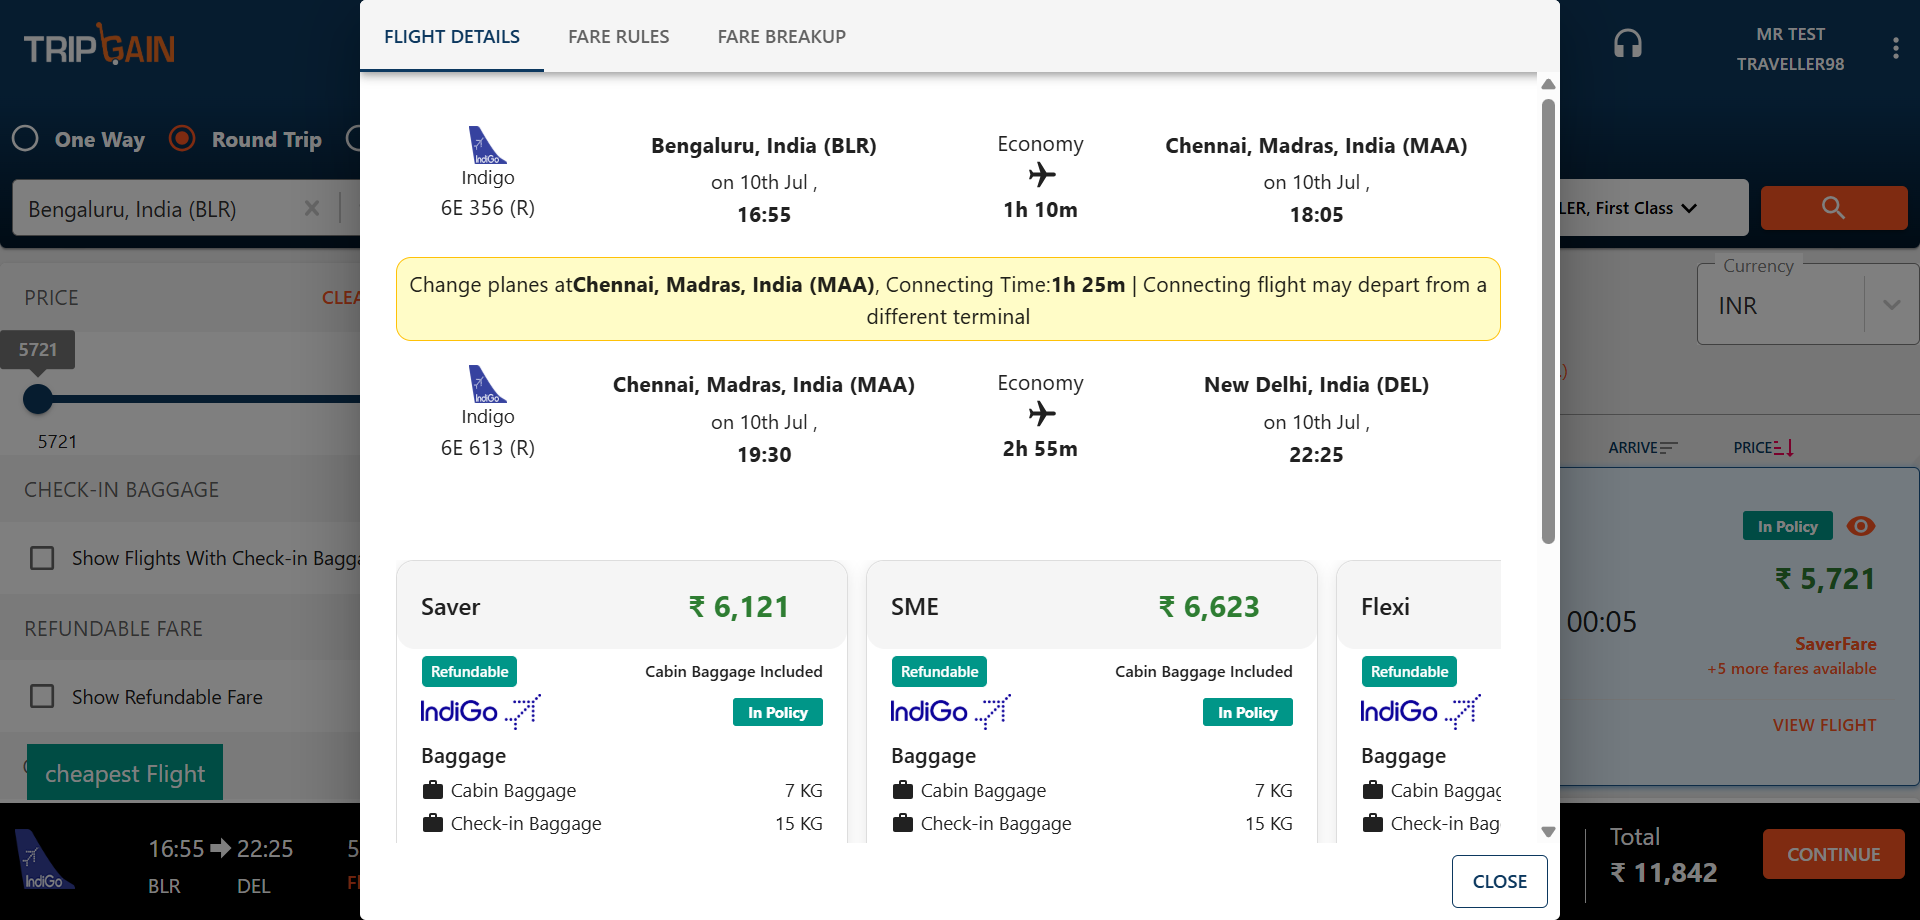 FLIGHT DETAILS FARE RULES FARE BREAKUP
TRIPGAIN
MR TEST
TRAVELLER98
One Way Round Trip
Bengaluru, India (BLR)
First Class
IndiGo
Indigo
6E 356 (R)
Bengaluru, India (BLR)
on 10th Jul ,
16:55
Economy
1h 10m
Chennai, Madras, India (MAA)
on 10th Jul ,
18:05
Change planes atChennai, Madras, India (MAA), Connecting Time:1h 25m | Connecting flight may depart from a
different terminal
IndiGo
Indigo
6E 613 (R)
Chennai, Madras, India (MAA)
on 10th Jul ,
19:30
Economy
2h 55m
New Delhi, India (DEL)
on 10th Jul ,
22:25
Saver ₹ 6,121
Refundable Cabin Baggage Included
IndiGo In Policy
Baggage
Cabin Baggage 7 KG
Check-in Baggage 15 KG
SME ₹ 6,623
Refundable Cabin Baggage Included
IndiGo In Policy
Baggage
Cabin Baggage 7 KG
Check-in Baggage 15 KG
Flexi
Refundable
IndiGo
Baggage
Cabin
Check-in
CLOSE
PRICE
5721
5721
CHECK-IN BAGGAGE
Show Flights With Check-in
REFUNDABLE FARE
Show Refundable Fare
cheapest Flight
Currency
INR
ARRIVE PRICE
In Policy
₹ 5,721
00:05
SaverFare
+5 more fares available
VIEW FLIGHT
IndiGo
16:55 22:25
BLR DEL
Total
₹ 11,842
CONTINUE